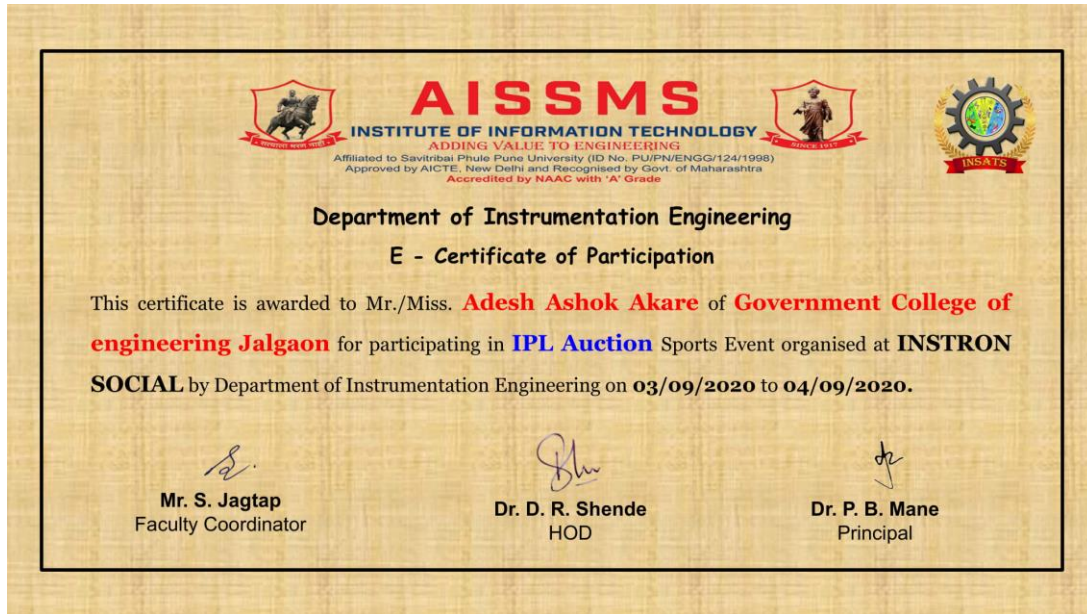 AISSMS
INSTITUTE OF INFORMATION TECHNOLOGY
ADDING VALUE TO ENGINEERING
Affiliated to Savitribai Phule Pune University (ID No. PU/PN/ENGG/124/1998)
Approved by AICTE, New Delhi and Recognised by Govt. of Maharashtra
Accredited by NAAC with 'A' Grade
SINCE 1917
INSATS
Department of Instrumentation Engineering
E - Certificate of Participation
This certificate is awarded to Mr./Miss. Adesh Ashok Akare of Government College of
engineering Jalgaon for participating in IPL Auction Sports Event organised at INSTRON
SOCIAL by Department of Instrumentation Engineering on 03/09/2020 to 04/09/2020.
Mr. S. Jagtap
Faculty Coordinator
Dr. D. R. Shende
HOD
Dr. P. B. Mane
Principal